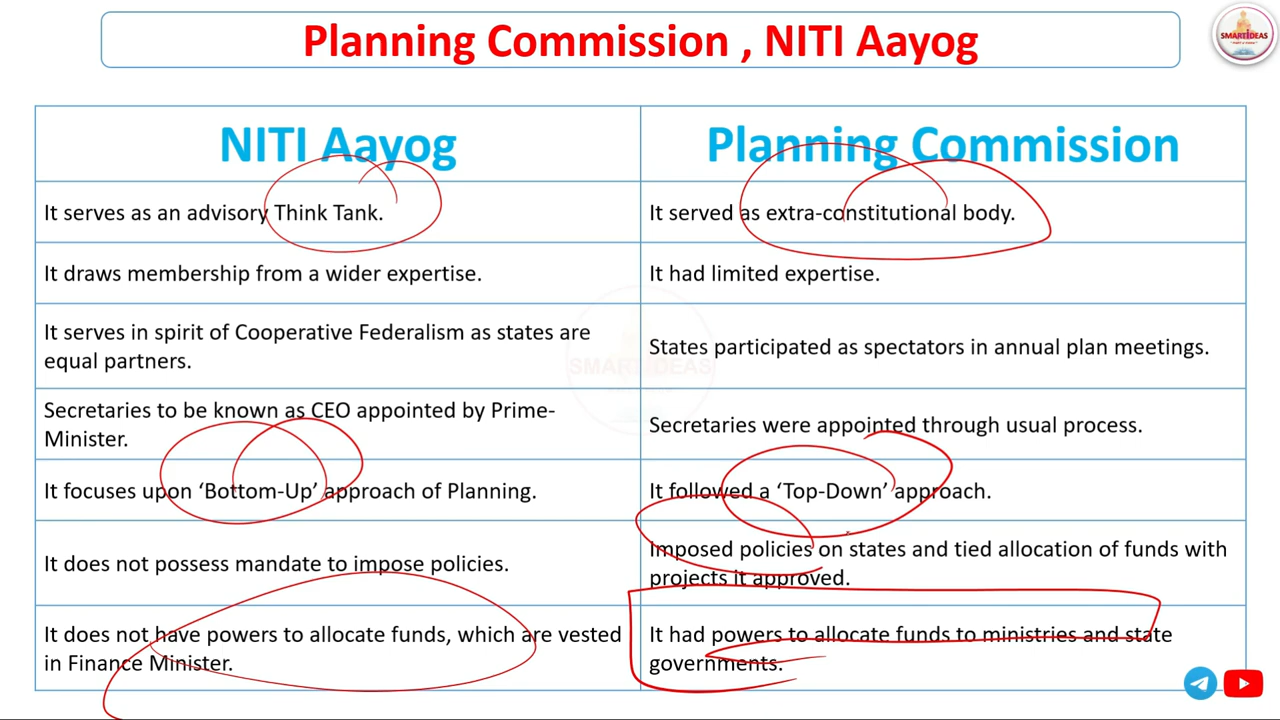 Planning Commission , NITI Aayog
SMARTIDEAS
NITI Aayog
Planning Commission
It serves as an advisory Think Tank.
It served as extra-constitutional body.
It draws membership from a wider expertise.
It had limited expertise.
It serves in spirit of Cooperative Federalism as states are
equal partners.
States participated as spectators in annual plan meetings.
SMARTIDEAS
Secretaries to be known as CEO appointed by Prime-
Minister.
Secretaries were appointed through usual process.
It focuses upon ‘Bottom-Up’ approach of Planning.
It followed a ‘Top-Down’ approach.
It does not possess mandate to impose policies.
Imposed policies on states and tied allocation of funds with
projects it approved.
It does not have powers to allocate funds, which are vested
in Finance Minister.
It had powers to allocate funds to ministries and state
governments.